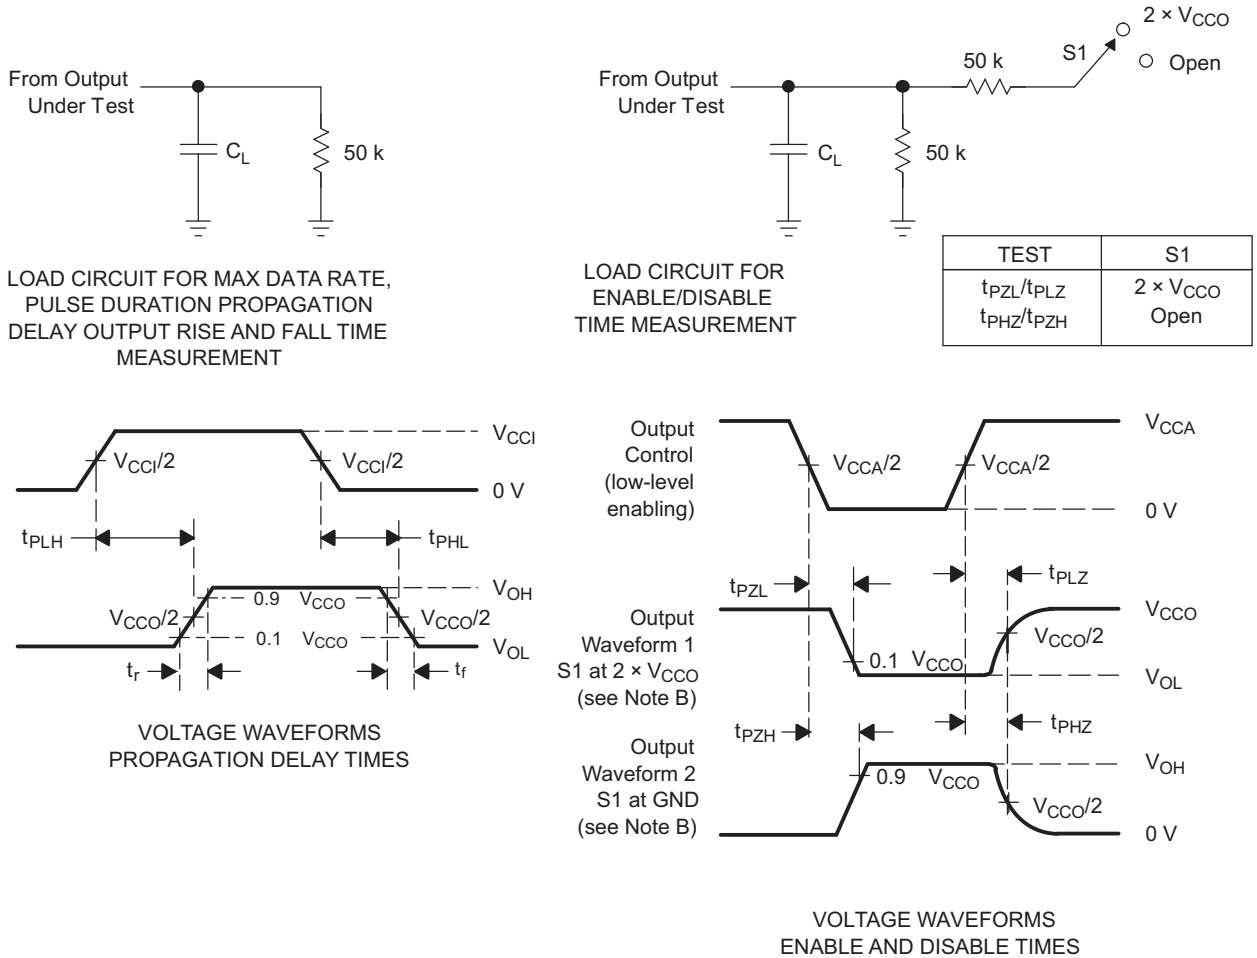 From Output
Under Test
C_L
50 k
LOAD CIRCUIT FOR MAX DATA RATE,
PULSE DURATION PROPAGATION
DELAY OUTPUT RISE AND FALL TIME
MEASUREMENT
From Output
Under Test
C_L
50 k
50 k
S1
2 × V_CCO
Open
LOAD CIRCUIT FOR
ENABLE/DISABLE
TIME MEASUREMENT
TEST S1
t_PZL/t_PLZ 2 × V_CCO
t_PHZ/t_PZH Open
V_CCI
V_CCI/2 V_CCI/2
0 V
t_PLH t_PHL
V_OH
0.9 V_CCO
V_CCO/2 V_CCO/2
0.1 V_CCO
V_OL
t_r t_f
VOLTAGE WAVEFORMS
PROPAGATION DELAY TIMES
Output
Control
(low-level
enabling)
V_CCA
V_CCA/2 V_CCA/2
0 V
t_PZL t_PLZ
Output
Waveform 1
S1 at 2 × V_CCO
(see Note B)
V_CCO
V_CCO/2
0.1 V_CCO
V_OL
t_PZH t_PHZ
Output
Waveform 2
S1 at GND
(see Note B)
V_OH
0.9 V_CCO
V_CCO/2
0 V
VOLTAGE WAVEFORMS
ENABLE AND DISABLE TIMES